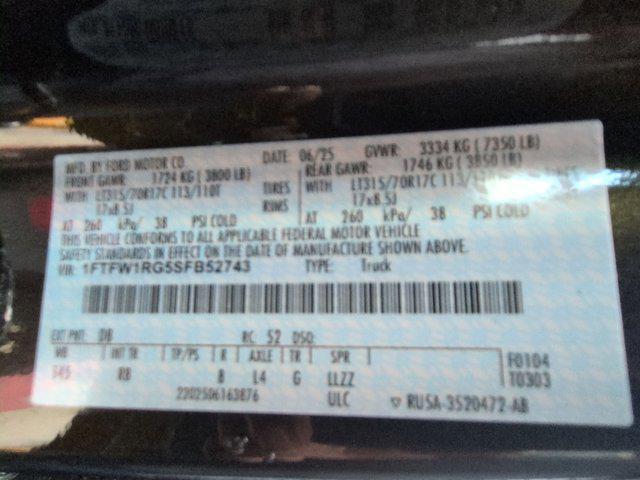 MFD. BY FORD MOTOR CO. DATE: 06/25 GVWR: 3334 KG ( 7350 LB)
FRONT GAWR: 1724 KG ( 3800 LB) REAR GAWR: 1746 KG ( 3850 LB)
WITH LT315/70R17C 113/110T TIRES WITH LT315/70R17C 113/
17x8.5J RIMS 17x8.5J
AT 260 kPa/ 38 PSI COLD AT 260 kPa/ 38 PSI COLD
THIS VEHICLE CONFORMS TO ALL APPLICABLE FEDERAL MOTOR VEHICLE
SAFETY STANDARDS IN EFFECT ON THE DATE OF MANUFACTURE SHOWN ABOVE.
VIN: 1FTFW1RG5SFB52743 TYPE: Truck
EXT PNT: RC: 52 DSO:
WB INT TR TP/PS R AXLE TR SPR F0104
145 RB B L4 G LLZZ T0303
2202506163876 ULC ▽ RUSA-3520472-AB